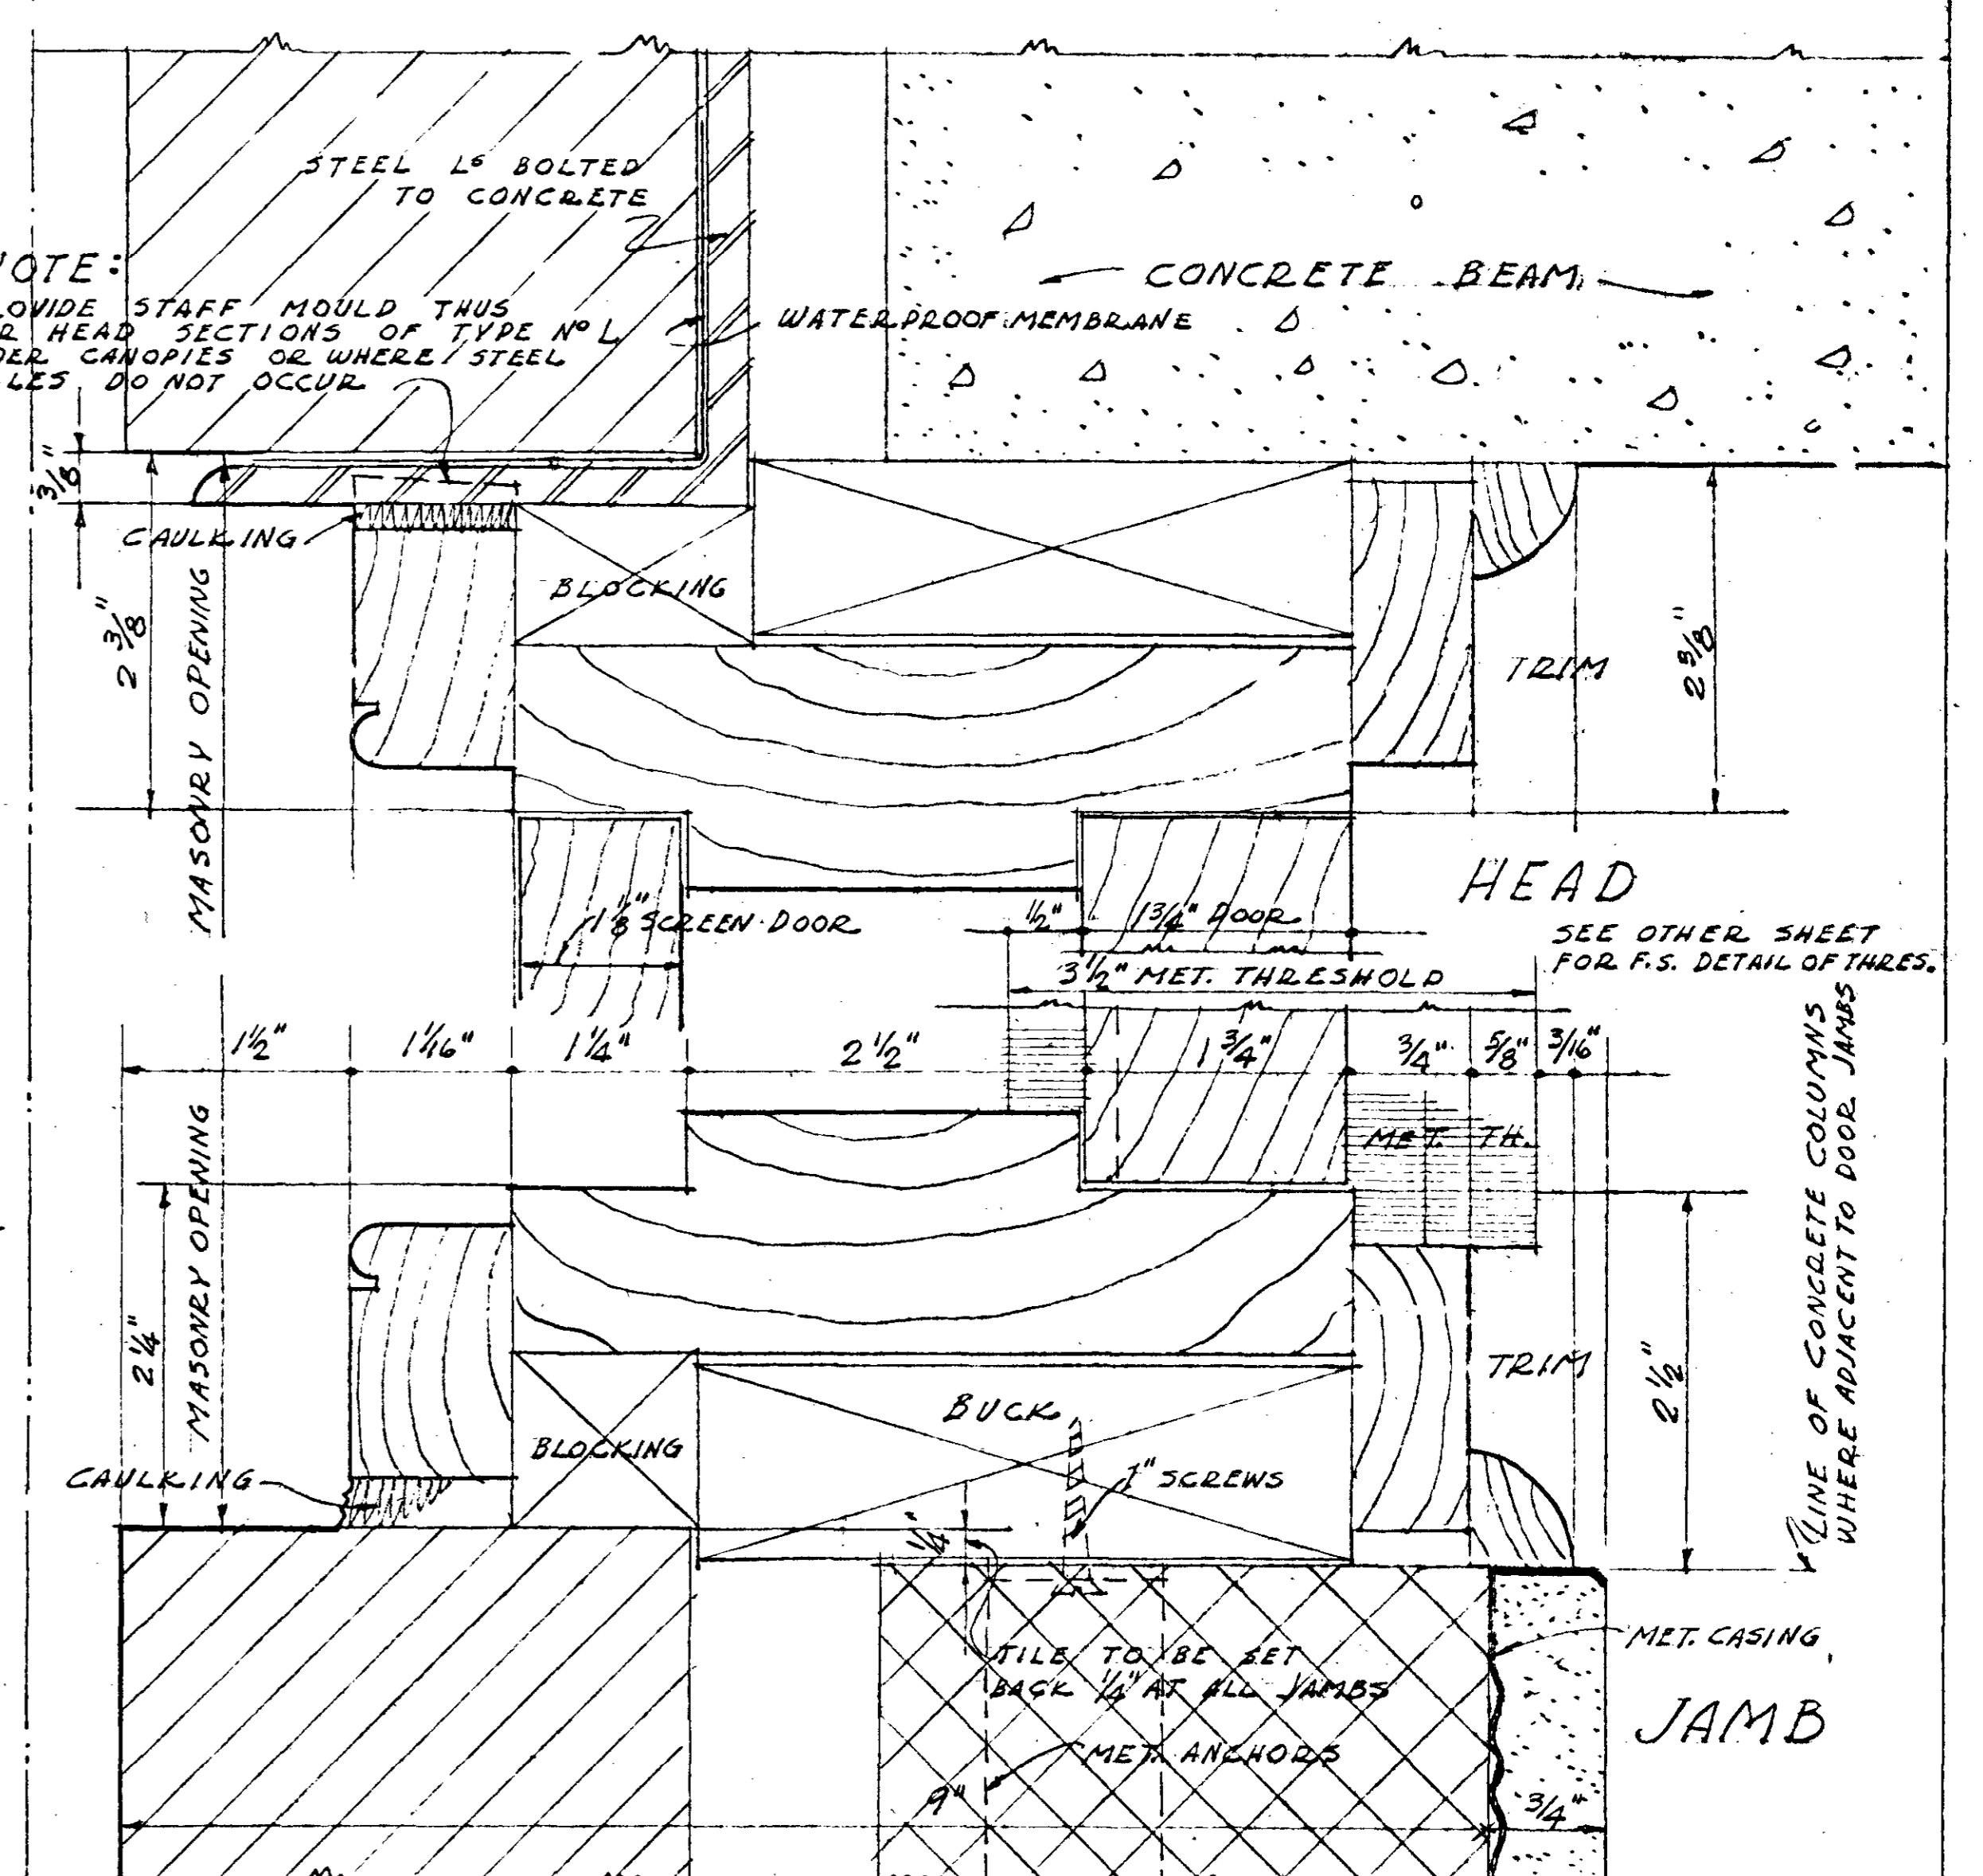 STEEL Lˢ BOLTED
TO CONCRETE
NOTE:
OVIDE STAFF MOULD THUS
R HEAD SECTIONS OF TYPE Nº L
DER CANOPIES OR WHERE STEEL
LES DO NOT OCCUR
CONCRETE BEAM
WATERPROOF MEMBRANE
3/8"
CAULKING
BLOCKING
2 3/8"
MASONRY OPENING
TRIM
2 3/8"
HEAD
SEE OTHER SHEET
FOR F.S. DETAIL OF THRES.
1 1/8" SCREEN DOOR
1/2"
1 3/4" DOOR
3 1/2" MET. THRESHOLD
1 1/2"
1 1/16"
1 1/4"
2 1/2"
1 3/4"
3/4"
5/8"
3/16"
MET. TH.
MASONRY OPENING
2 1/4"
LINE OF CONCRETE COLUMNS
WHERE ADJACENT TO DOOR JAMBS
TRIM
2 1/2"
BUCK
BLOCKING
CAULKING
1" SCREWS
1/4"
TILE TO BE SET
BACK 1/4" AT ALL JAMBS
MET. CASING
JAMB
MET. ANCHORS
9"
3/4"